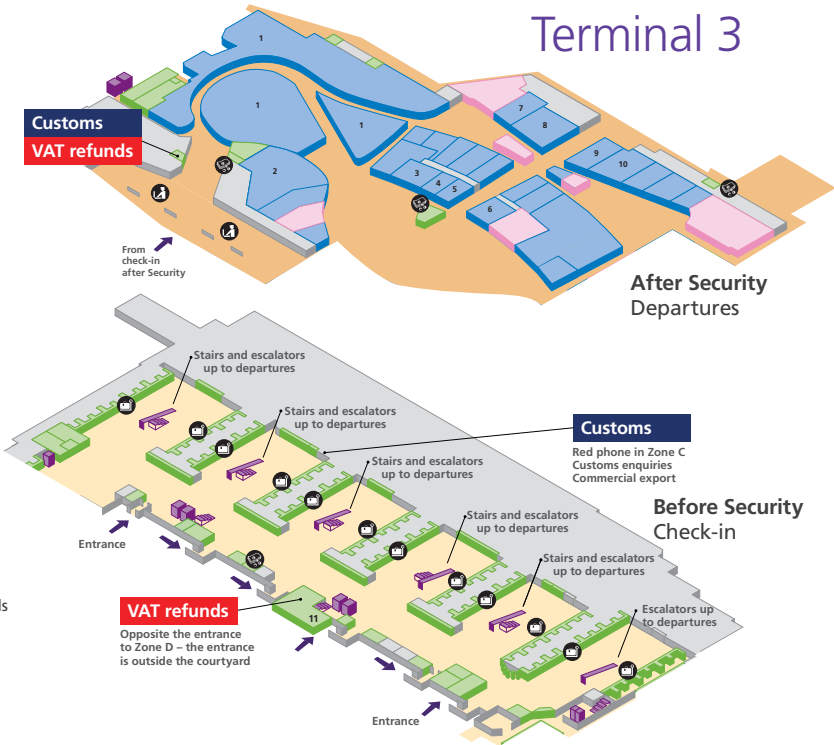 Terminal 3
1
1
1
7
8
Customs
VAT refunds
2
3
4
5
9
10
6
From
check-in
after Security
After Security
Departures
Stairs and escalators
up to departures
Stairs and escalators
up to departures
Customs
Red phone in Zone C
Customs enquiries
Commercial export
Stairs and escalators
up to departures
Before Security
Check-in
Stairs and escalators
up to departures
Entrance
Stairs and escalators
up to departures
ls
VAT refunds
Opposite the entrance
to Zone D – the entrance
is outside the courtyard
11
Escalators up
to departures
Entrance